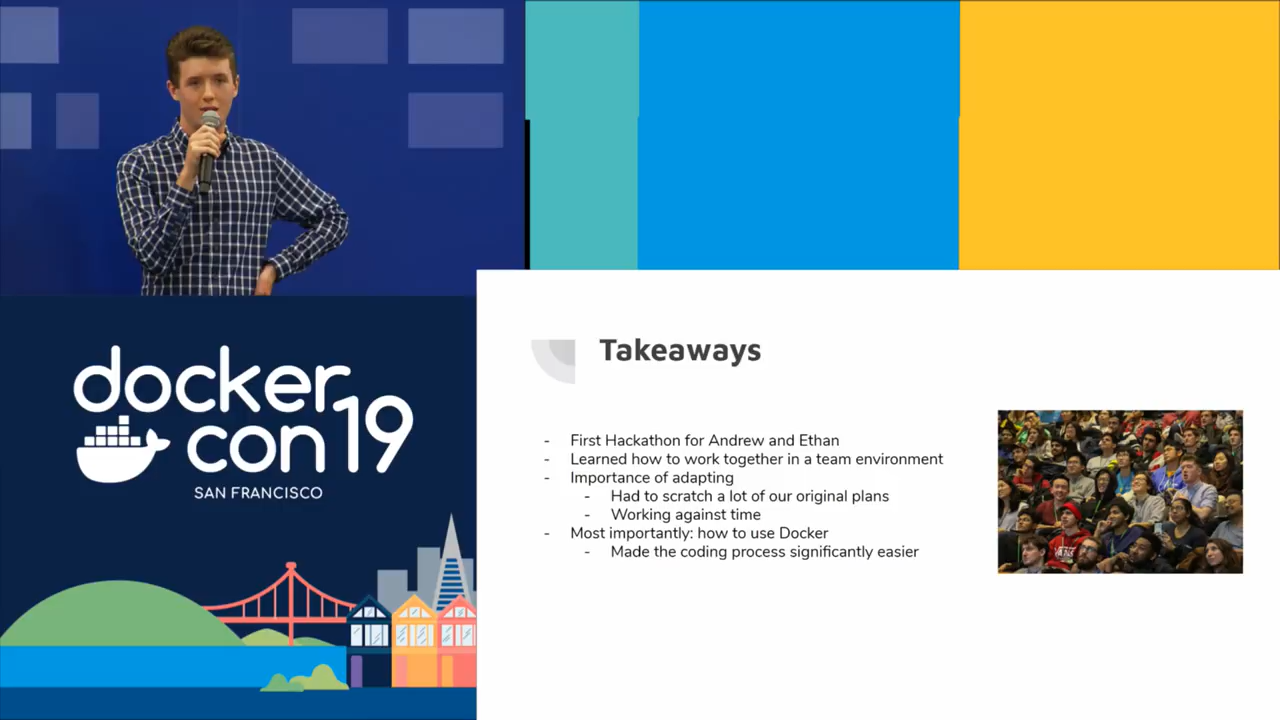 docker
con 19
SAN FRANCISCO
Takeaways
- First Hackathon for Andrew and Ethan
- Learned how to work together in a team environment
- Importance of adapting
- Had to scratch a lot of our original plans
- Working against time
- Most importantly: how to use Docker
- Made the coding process significantly easier